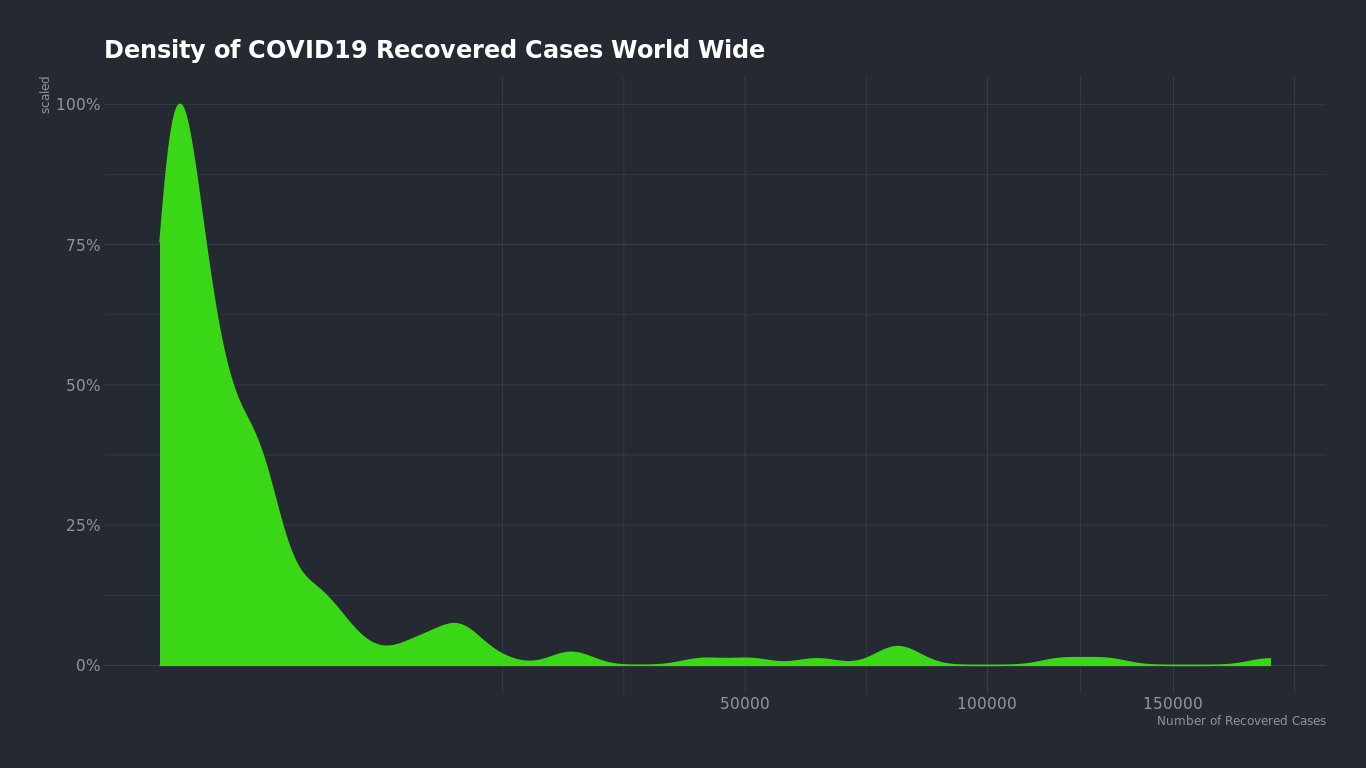 Density of COVID19 Recovered Cases World Wide
scaled
100%
75%
50%
25%
0%
50000 100000 150000
Number of Recovered Cases